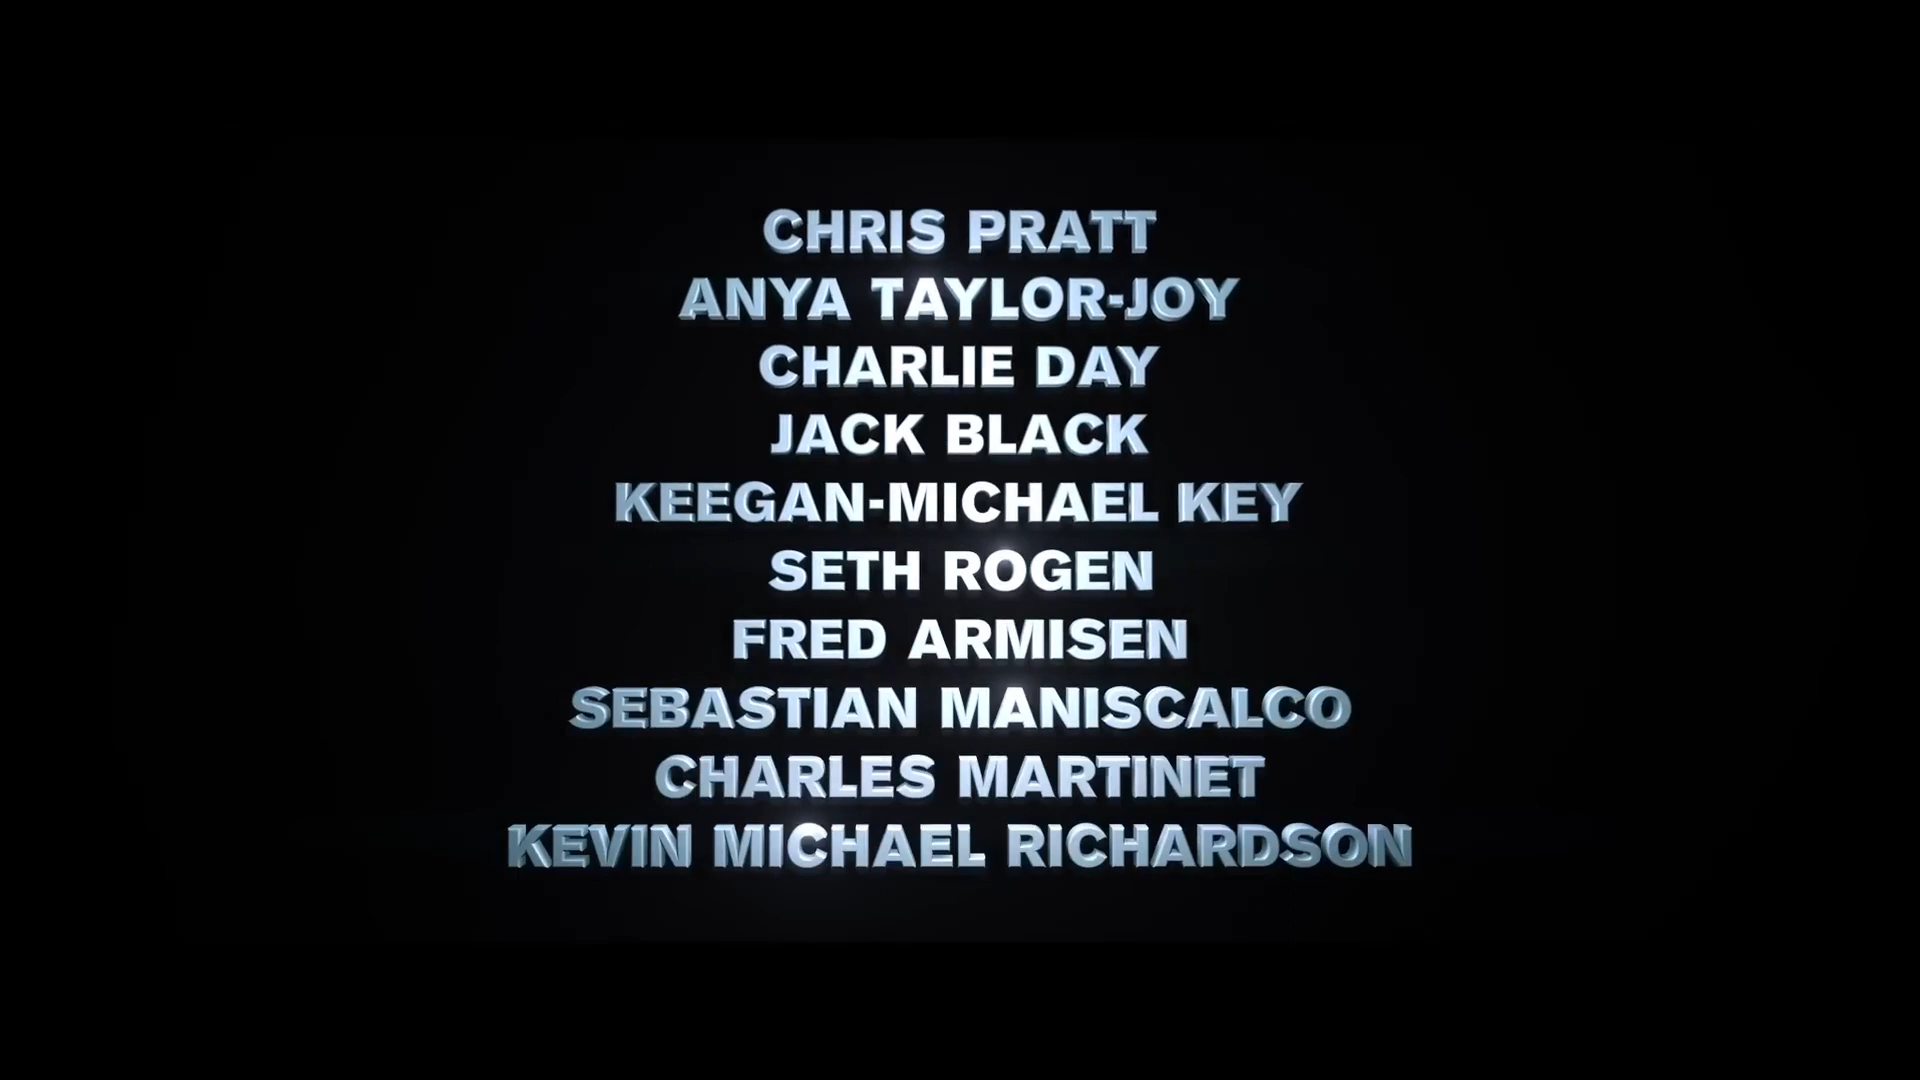 CHRIS PRATT
ANYA TAYLOR-JOY
CHARLIE DAY
JACK BLACK
KEEGAN-MICHAEL KEY
SETH ROGEN
FRED ARMISEN
SEBASTIAN MANISCALCO
CHARLES MARTINET
KEVIN MICHAEL RICHARDSON